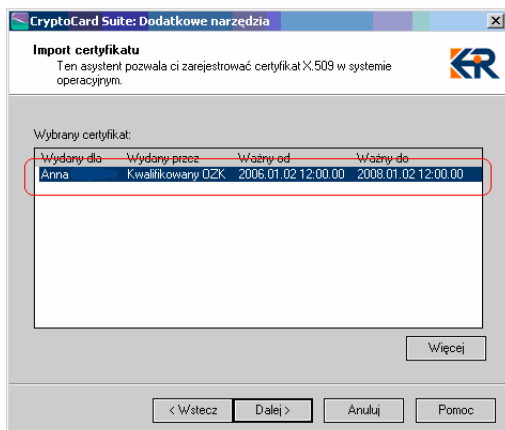 CryptoCard Suite: Dodatkowe narzędzia
Import certyfikatu
Ten asystent pozwala ci zarejestrować certyfikat X.509 w systemie
operacyjnym.
KIR
Wybrany certyfikat:
Wydany dla Wydany przez Ważny od Ważny do
Anna Kwalifikowany OZK 2006.01.02 12:00.00 2008.01.02 12:00.00
Więcej
< Wstecz Dalej > Anuluj Pomoc